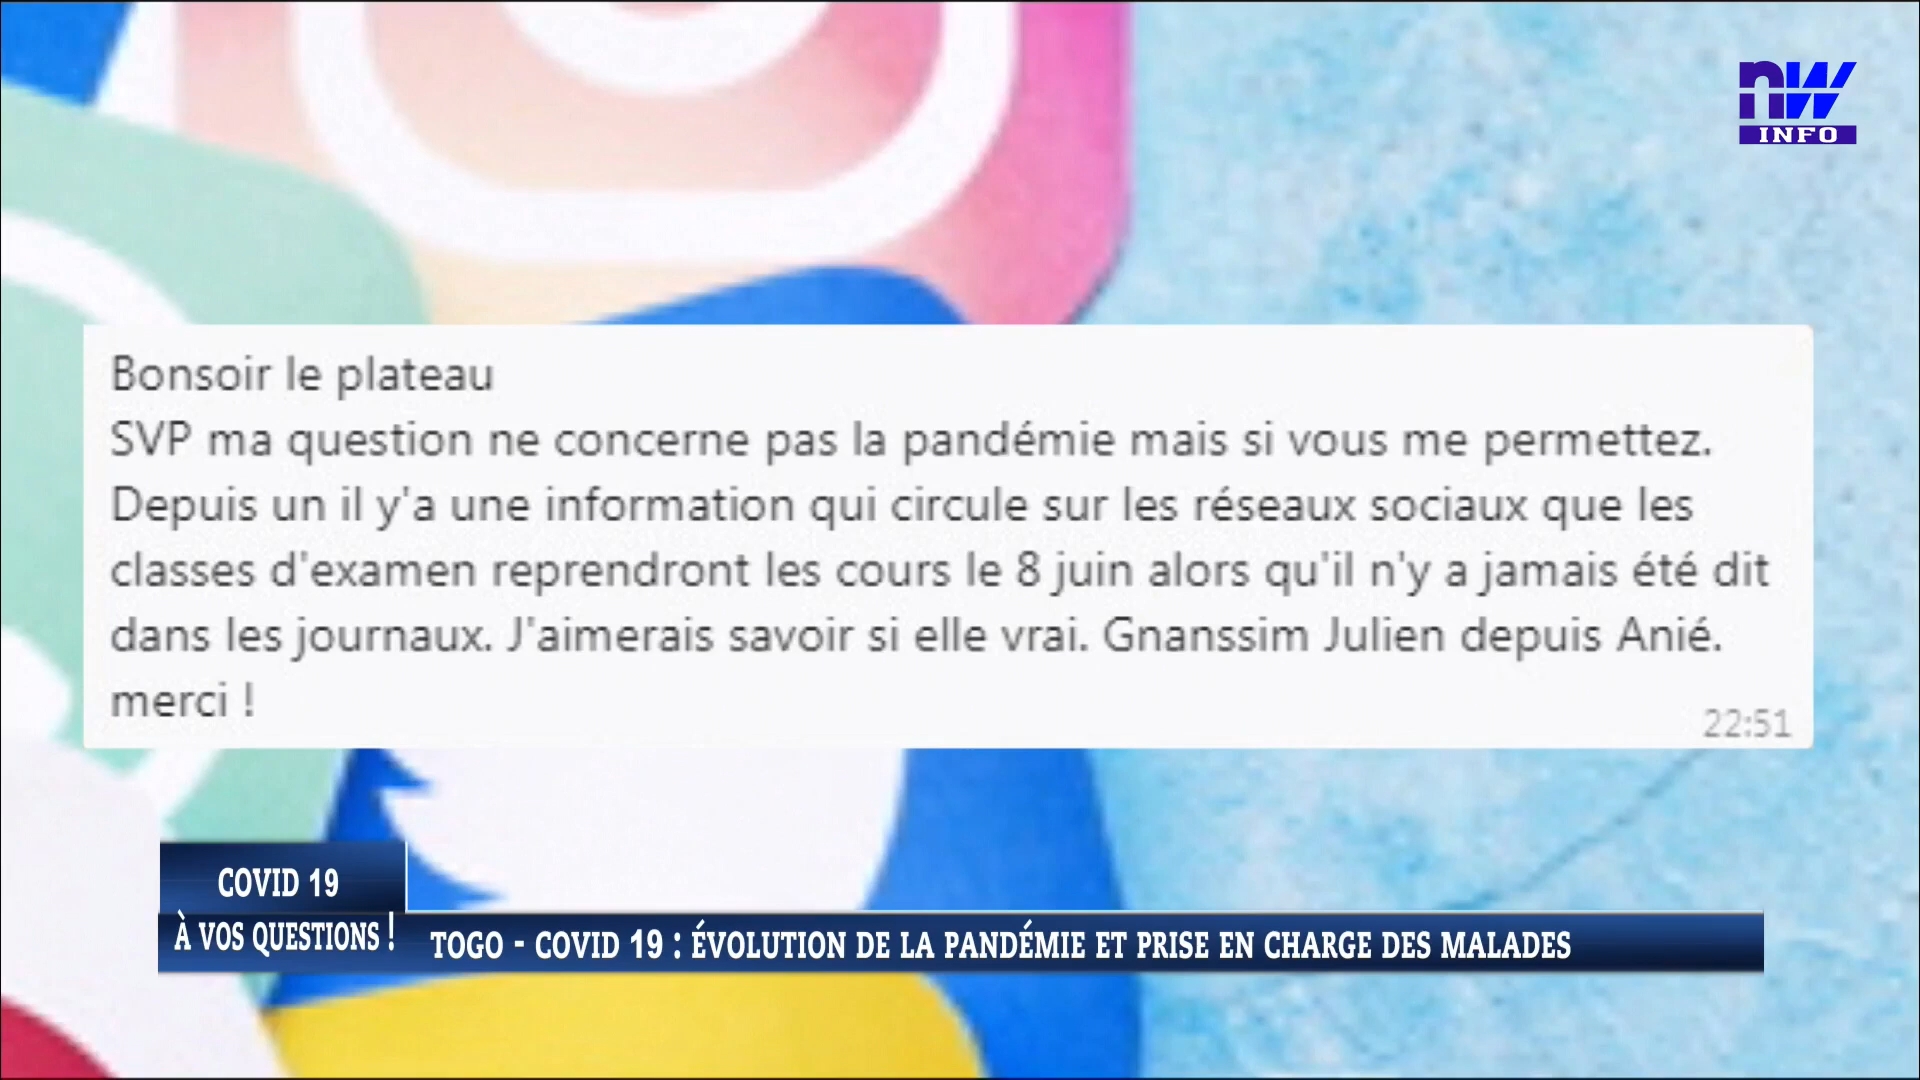 nw
INFO
Bonsoir le plateau
SVP ma question ne concerne pas la pandémie mais si vous me permettez.
Depuis un il y'a une information qui circule sur les réseaux sociaux que les
classes d'examen reprendront les cours le 8 juin alors qu'il n'y a jamais été dit
dans les journaux. J'aimerais savoir si elle vrai. Gnanssim Julien depuis Anié.
merci !
22:51
COVID 19
À VOS QUESTIONS !
TOGO - COVID 19 : ÉVOLUTION DE LA PANDÉMIE ET PRISE EN CHARGE DES MALADES